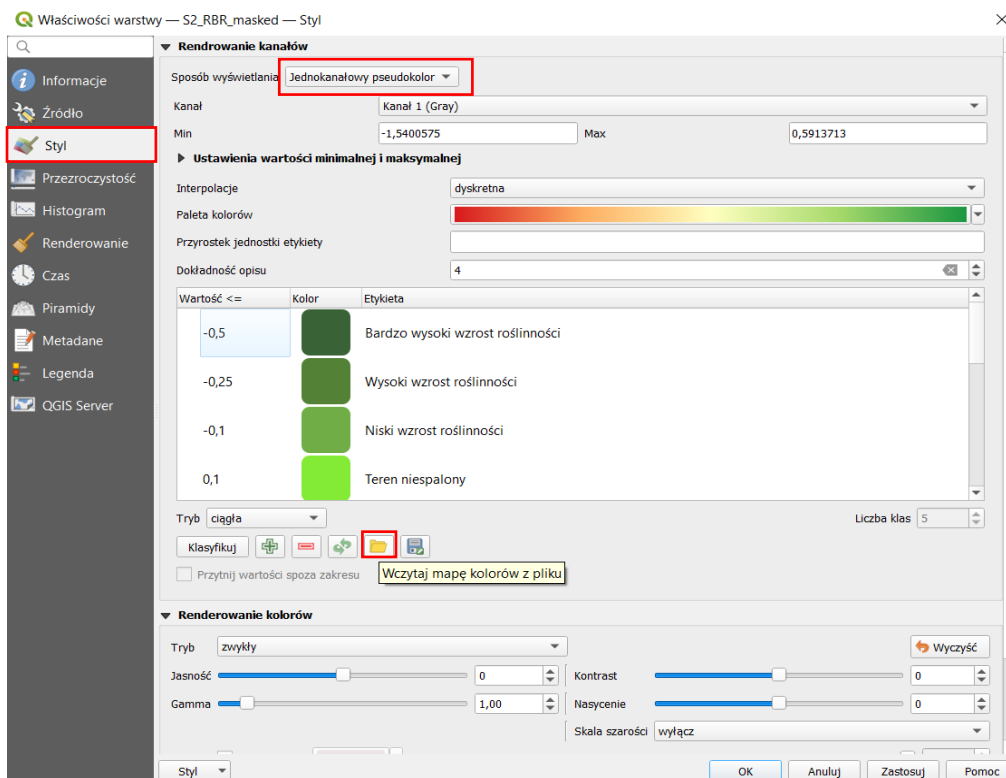 Właściwości warstwy — S2_RBR_masked — Styl
Rendrowanie kanałów
Informacje
Sposób wyświetlania Jednokanałowy pseudokolor
Źródło
Kanał Kanał 1 (Gray)
Styl
Min -1,5400575 Max 0,5913713
Ustawienia wartości minimalnej i maksymalnej
Przezroczystość
Interpolacje dyskretna
Histogram
Paleta kolorów
Renderowanie
Przyrostek jednostki etykiety
Czas
Dokładność opisu 4
Piramidy
Wartość <= Kolor Etykieta
Metadane
-0,5 Bardzo wysoki wzrost roślinności
Legenda
-0,25 Wysoki wzrost roślinności
QGIS Server
-0,1 Niski wzrost roślinności
0,1 Teren niespalony
Tryb ciągła Liczba klas 5
Klasyfikuj
Przytnij wartości spoza zakresu
Wczytaj mapę kolorów z pliku
Renderowanie kolorów
Tryb zwykły Wyczyść
Jasność 0 Kontrast 0
Gamma 1,00 Nasycenie 0
Skala szarości wyłącz
Styl OK Anuluj Zastosuj Pomoc